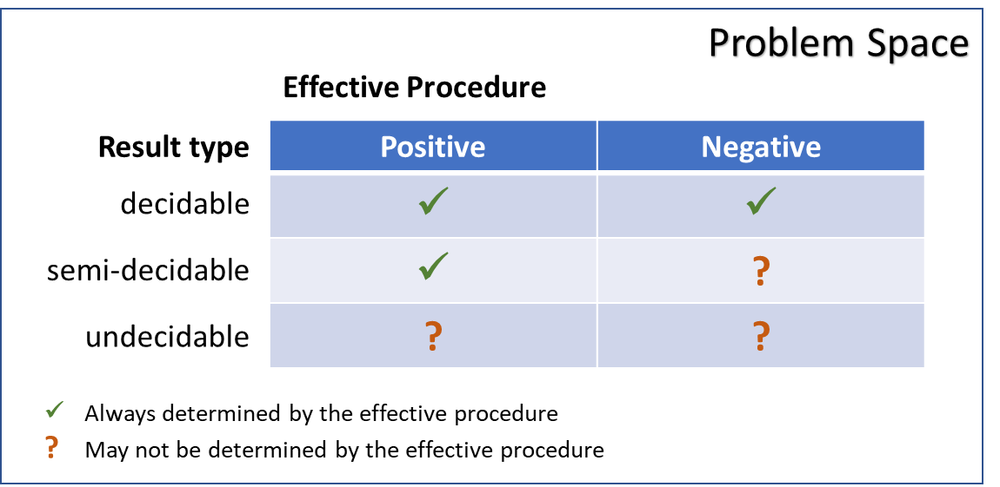 Problem Space
Effective Procedure
Result type Positive Negative
decidable ✓ ✓
semi-decidable ✓ ?
undecidable ? ?
✓ Always determined by the effective procedure
? May not be determined by the effective procedure